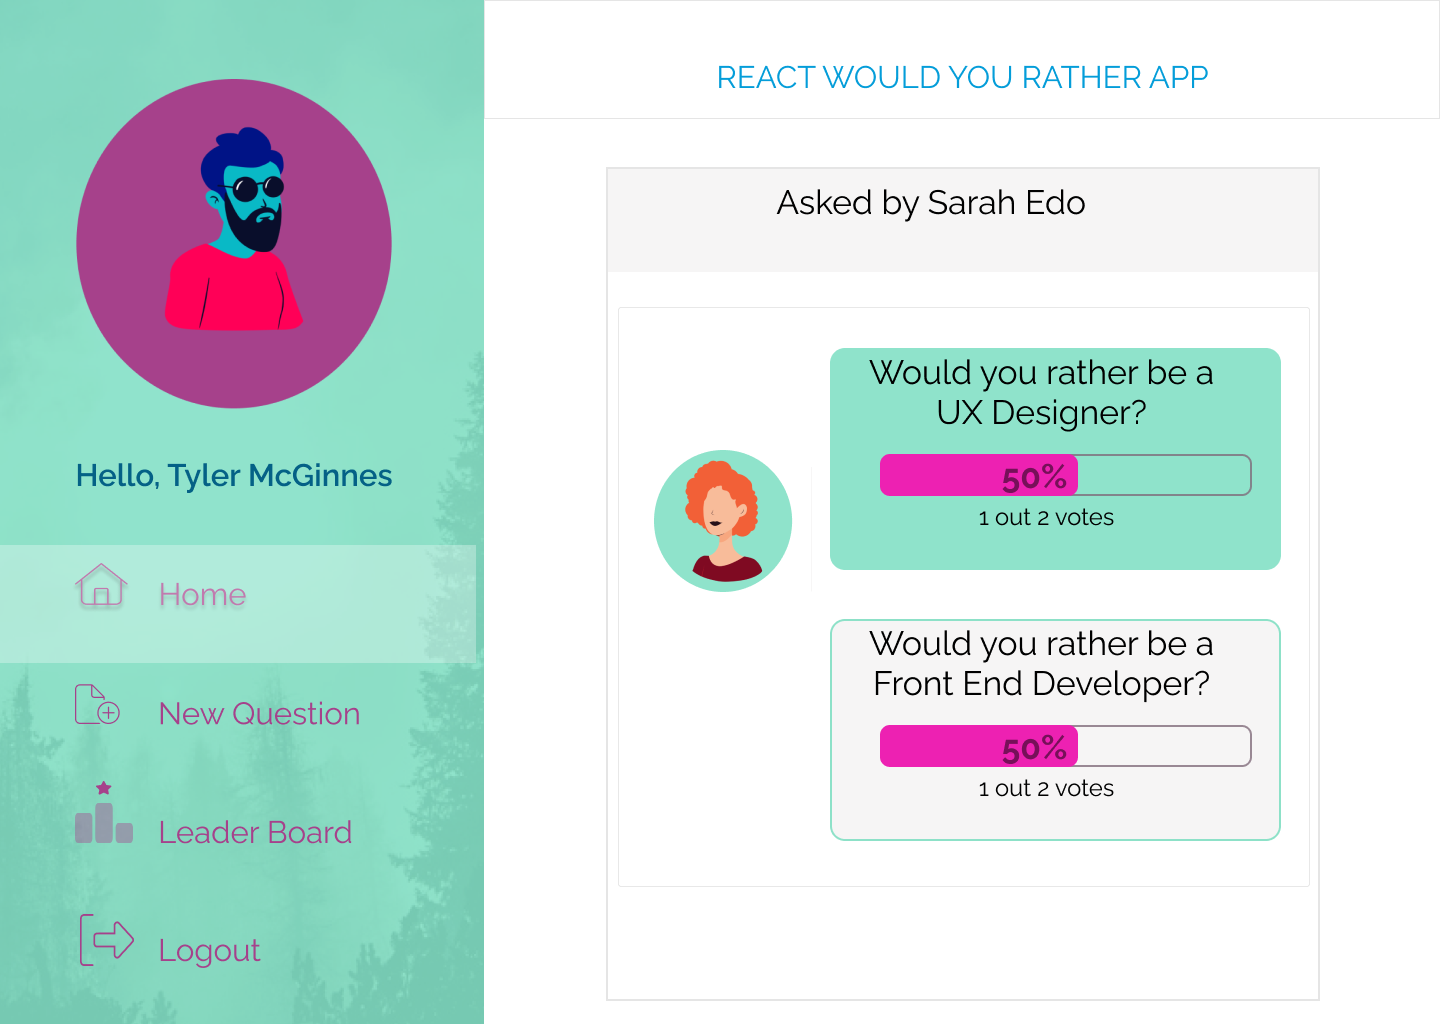 REACT WOULD YOU RATHER APP
Hello, Tyler McGinnes
Home
New Question
Leader Board
Logout
Asked by Sarah Edo
Would you rather be a
UX Designer?
50%
1 out 2 votes
Would you rather be a
Front End Developer?
50%
1 out 2 votes